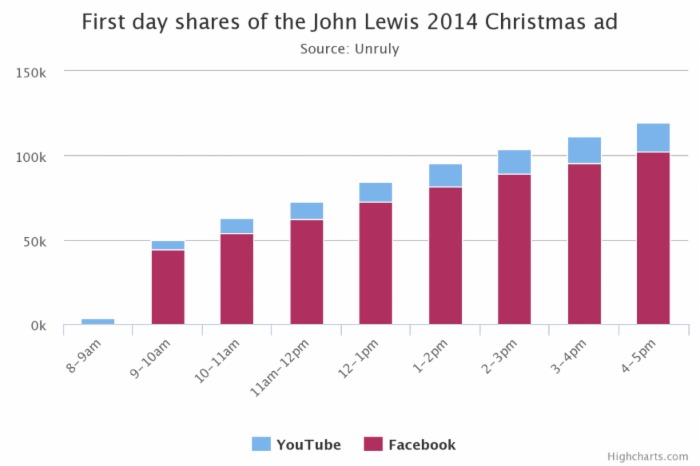 First day shares of the John Lewis 2014 Christmas ad
Source: Unruly
150k
100k
50k
0k
8-9am
9-10am
10-11am
11am-12pm
12-1pm
1-2pm
2-3pm
3-4pm
4-5pm
YouTube
Facebook
Highcharts.com